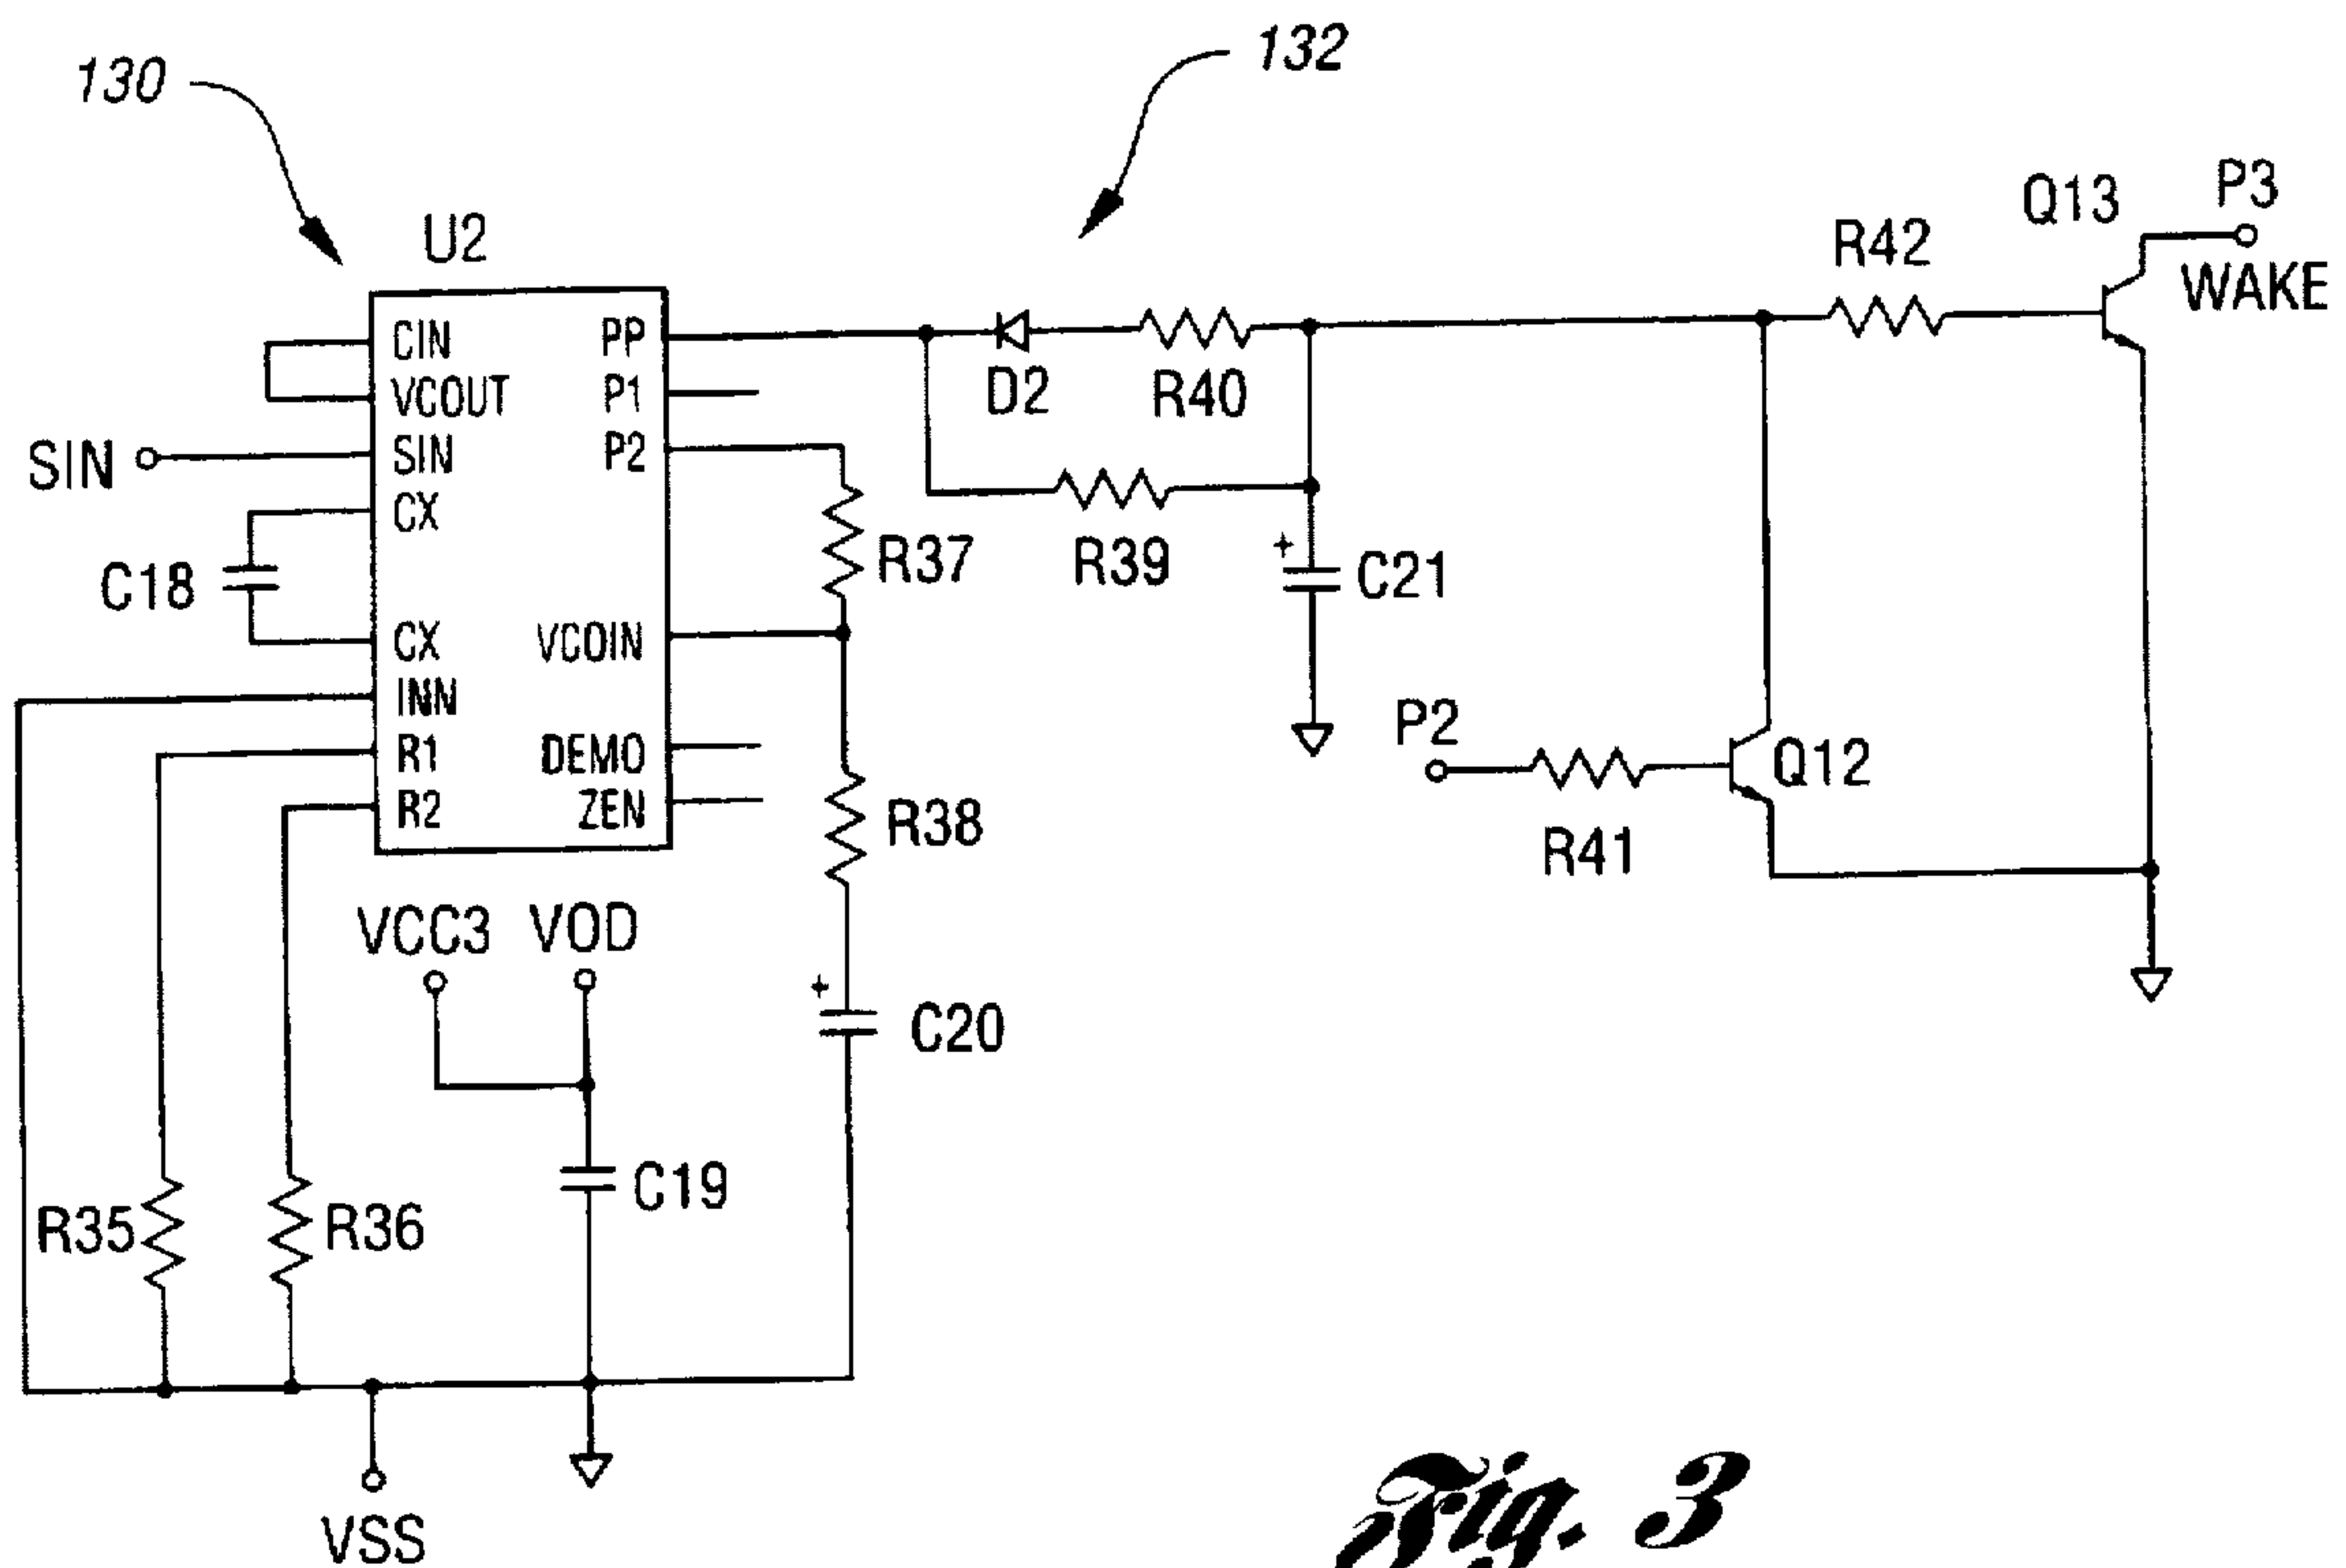 130
132
U2
Q13
P3
R42
WAKE
CIN
PP
VCOUT
P1
D2
R40
SIN
SIN
P2
CX
R37
R39
+
C21
C18
CX
VCOIN
INN
P2
R1
DEMO
Q12
R2
ZEN
R38
R41
VCC3
VOD
+
C20
C19
R35
R36
VSS
Fig. 3